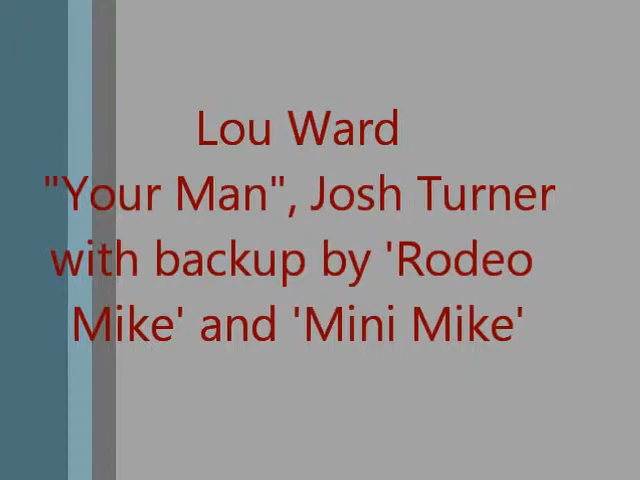 Lou Ward
"Your Man", Josh Turner
with backup by 'Rodeo
Mike' and 'Mini Mike'